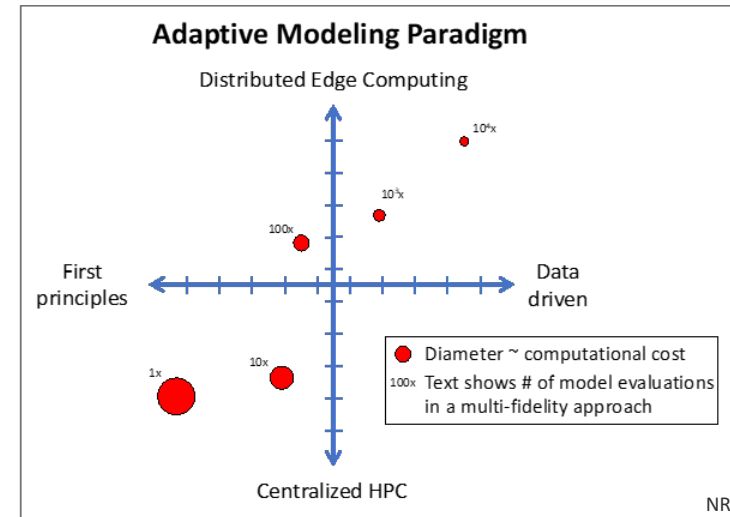 Adaptive Modeling Paradigm
Distributed Edge Computing
10⁴x
10³x
100x
First
principles
Data
driven
1x
10x
Diameter ~ computational cost
100x Text shows # of model evaluations
in a multi-fidelity approach
Centralized HPC
NR